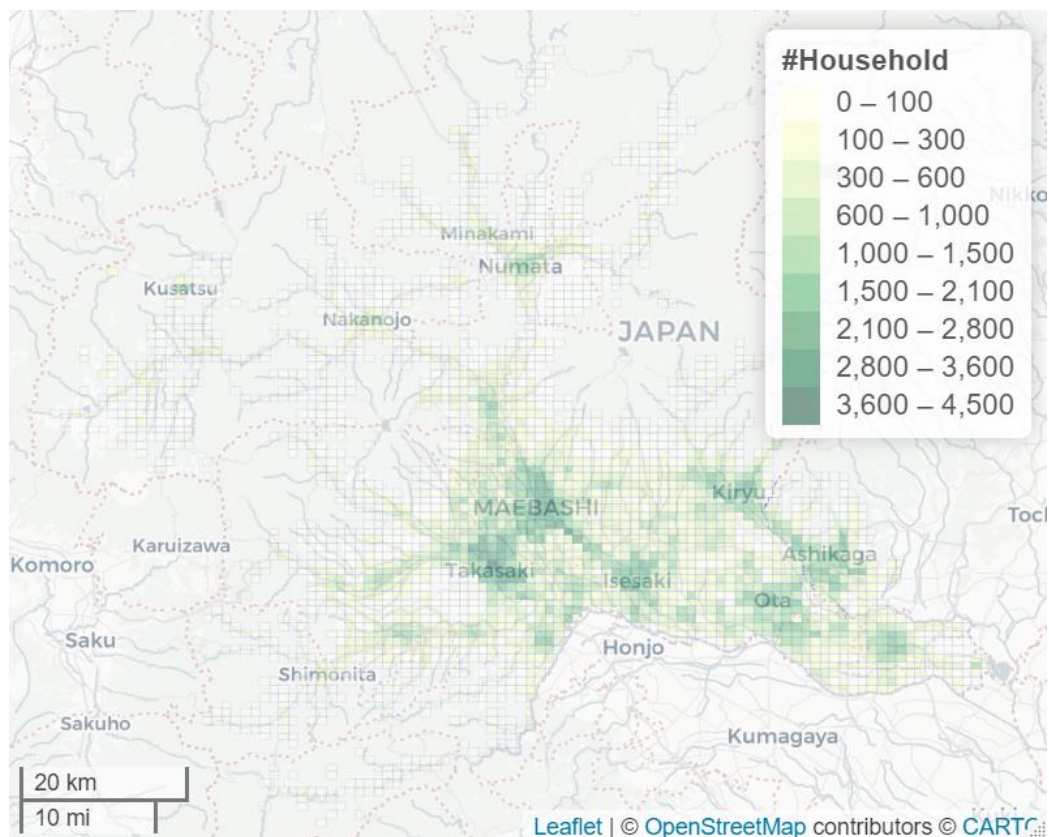 #Household
0 – 100
100 – 300
300 – 600
600 – 1,000
1,000 – 1,500
1,500 – 2,100
2,100 – 2,800
2,800 – 3,600
3,600 – 4,500
Nikko
Minakami
Numata
Kusatsu
Nakanojo
JAPAN
Kiryu
MAEBASHI
Toch
Karuizawa
Ashikaga
Komoro
Takasaki
Isesaki
Ota
Saku
Honjo
Shimonita
Sakuho
Kumagaya
20 km
10 mi
Leaflet | © OpenStreetMap contributors © CARTO